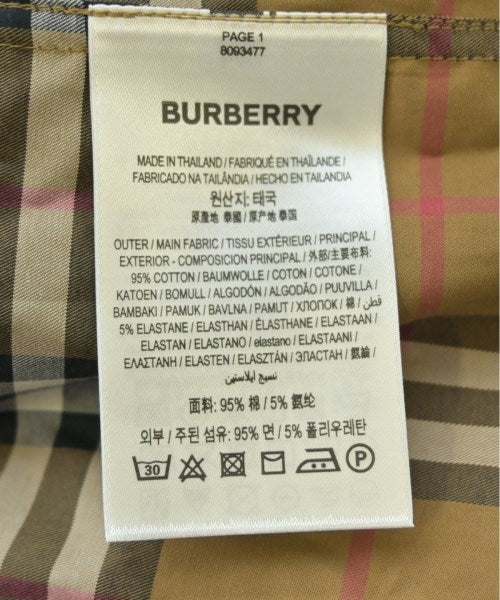 PAGE 1
8093477
BURBERRY
MADE IN THAILAND / FABRIQUÉ EN THAÏLANDE /
FABRICADO NA TAILÂNDIA / HECHO EN TAILANDIA
원산지: 태국
原產地 泰國 / 原产地 泰国
OUTER / MAIN FABRIC / TISSU EXTÉRIEUR / PRINCIPAL /
EXTERIOR - COMPOSICION PRINCIPAL / 外部/主要布料:
95% COTTON / BAUMWOLLE / COTON / COTONE /
KATOEN / BOMULL / ALGODÓN / ALGODÃO / PUUVILLA /
BAMBAKI / PAMUK / BAVLNA / PAMUT / ХЛОПОК / 棉 / قطن
5% ELASTANE / ELASTHAN / ÉLASTHANE / ELASTAAN /
ELASTAN / ELASTANO / elastano / ELASTAANI /
ΕΛΑΣΤΑΝΗ / ELASTEN / ELASZTÁN / ЭЛАСТАН / 氨綸 /
نسيج ايلاستين
面料: 95% 棉 / 5% 氨纶
외부 / 주된 섬유: 95% 면 / 5% 폴리우레탄
30 P